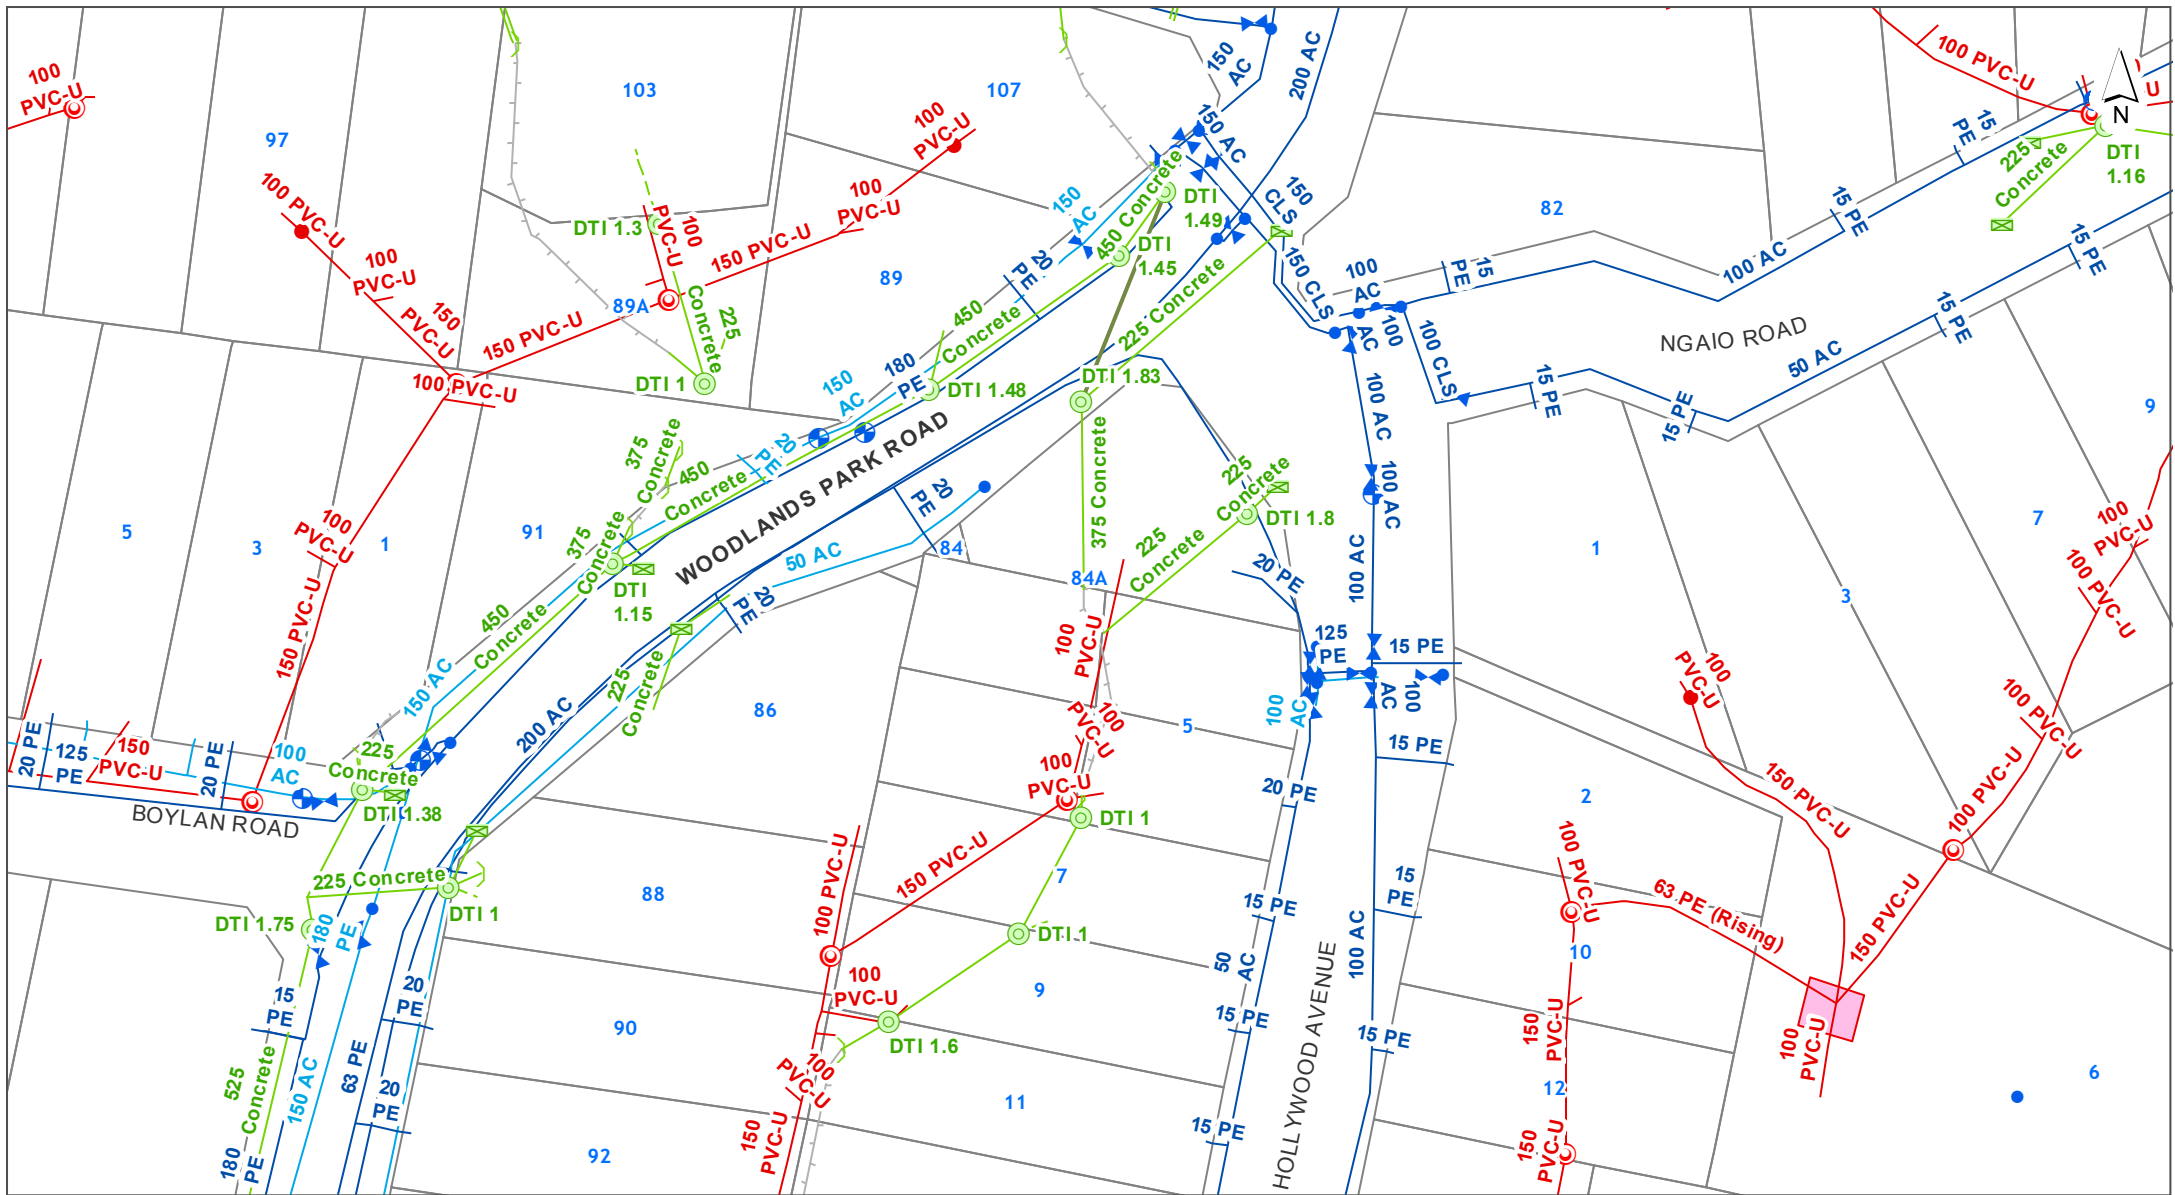 100
PVC-U
97
103
107
100
PVC-U
150
AC
200 AC
100 PVC-U
N
U
15
PE
225
Concrete
DTI
1.16
100 PVC-U
100
PVC-U
150
PVC-U
DTI 1.3
100
PVC-U
100
PVC-U
150 PVC-U
89
89A
150 PVC-U
225
Concrete
DTI 1
100 PVC-U
150
AC
450 Concrete
150 AC
DTI
1.49
DTI
1.45
150
CLS
150 CLS
82
15 PE
15 PE
100 AC
15
PE
100
AC
100
AC
100 CLS
NGAIO ROAD
15 PE
50 AC
15 PE
15 PE
9
20
PE
450
Concrete
180
PE
150
AC
DTI 1.48
225 Concrete
DTI 1.83
WOODLANDS PARK ROAD
20
PE
375
Concrete
450
Concrete
375
Concrete
DTI
1.15
5
3
1
91
100
PVC-U
150 PVC-U
450
Concrete
150 AC
20
PE
50 AC
84
20
PE
375 Concrete
225
Concrete
DTI 1.8
225
Concrete
84A
100 AC
100 AC
100 AC
20 PE
125
PE
15 PE
100
AC
100
AC
15 PE
1
3
7
100
PVC-U
100 PVC-U
100 PVC-U
100
PVC-U
225
Concrete
200 AC
86
100
PVC-U
100
PVC-U
5
100
PVC-U
DTI 1
20 PE
125
PE
150
PVC-U
20 PE
100
AC
225
Concrete
DTI 1.38
BOYLAN ROAD
225 Concrete
DTI 1
DTI 1.75
180
PE
88
100 PVC-U
150 PVC-U
7
DTI 1
2
150 PVC-U
100 PVC-U
100 PVC-U
63 PE (Rising)
150 PVC-U
15
PE
15 PE
50
AC
100 AC
HOLLYWOOD AVENUE
10
15
PE
20
PE
90
100
PVC-U
9
DTI 1.6
15 PE
15 PE
150
PVC-U
100
PVC-U
6
525
Concrete
150 AC
63 PE
20
PE
100
PVC-U
11
12
180
PE
92
150
PVC-U
15 PE
150
PVC-U